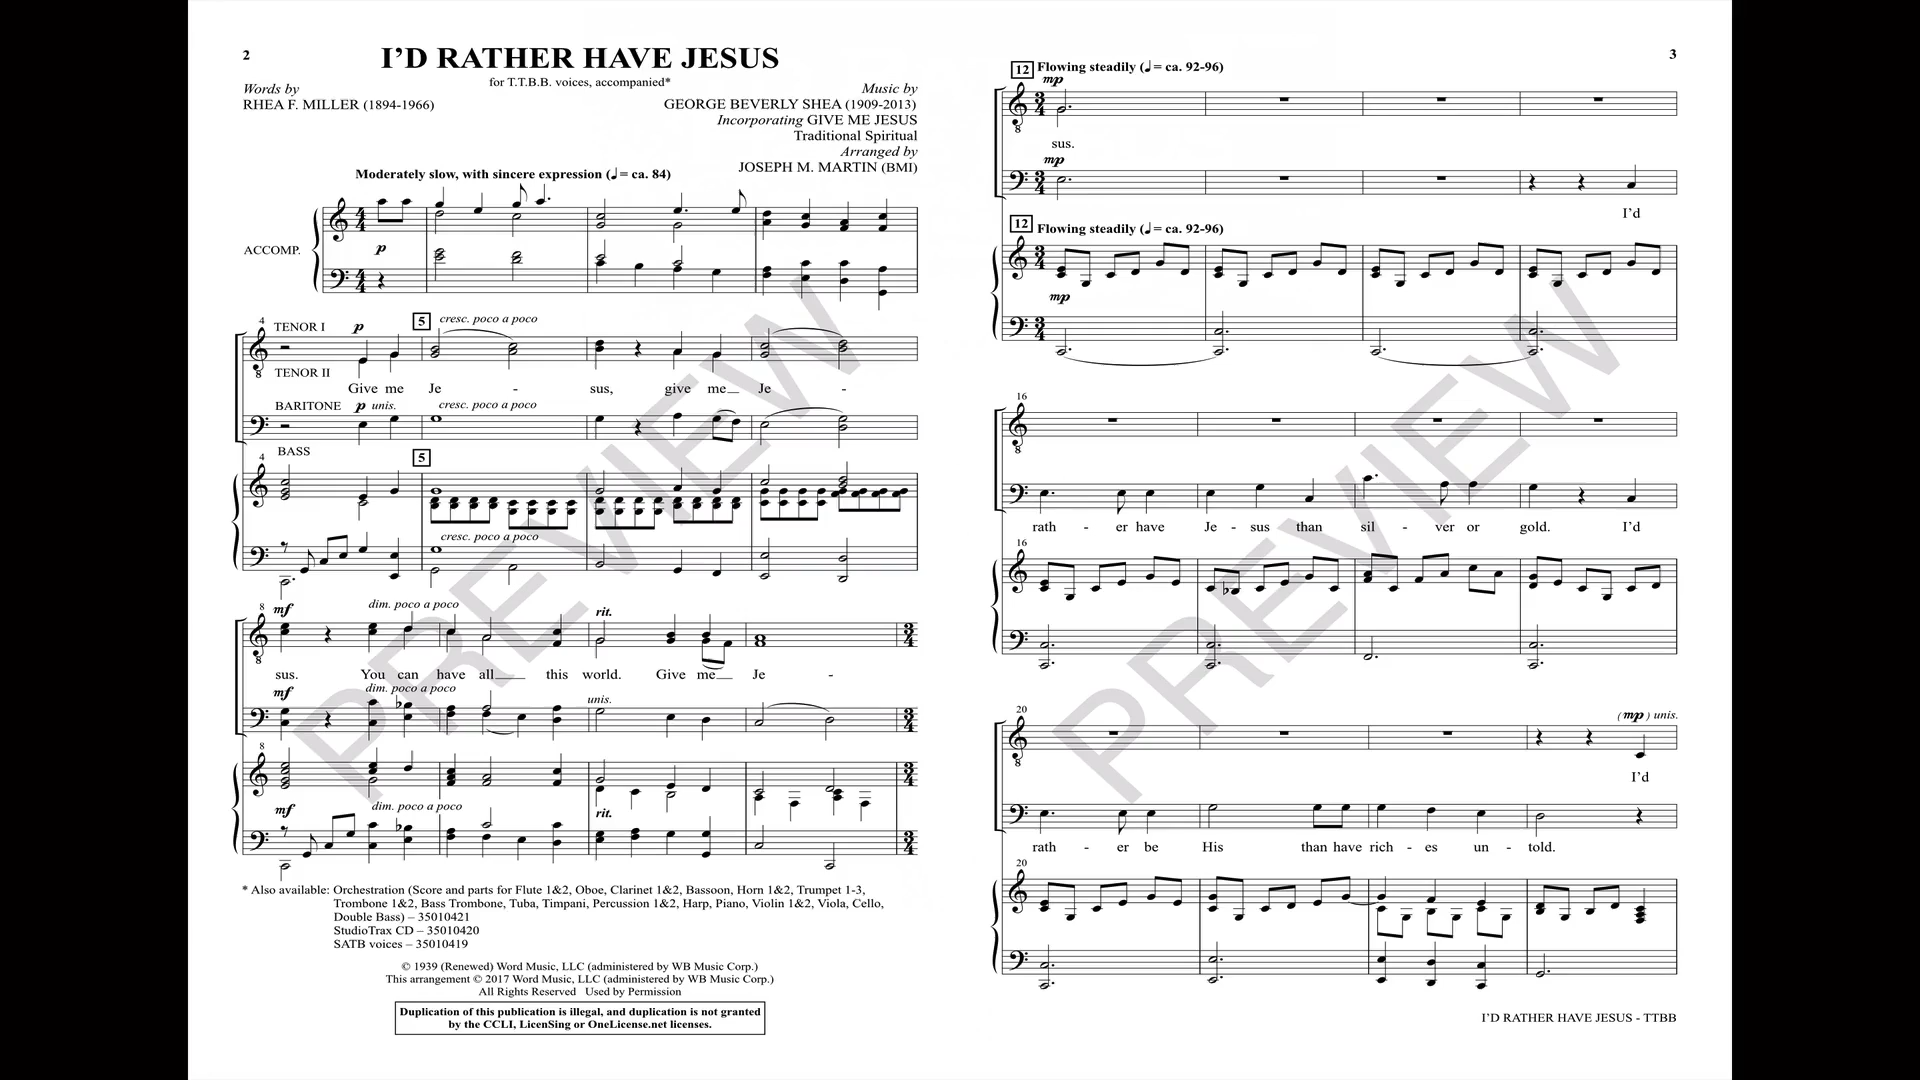 2
I'D RATHER HAVE JESUS
for T.T.B.B. voices, accompanied*
Words by
RHEA F. MILLER (1894-1966)
Music by
GEORGE BEVERLY SHEA (1909-2013)
Incorporating GIVE ME JESUS
Traditional Spiritual
Arranged by
JOSEPH M. MARTIN (BMI)
Moderately slow, with sincere expression (♩= ca. 84)
ACCOMP.
p
4 TENOR I p 5 cresc. poco a poco
TENOR II
Give me Je - sus, give me_ Je -
BARITONE p unis. cresc. poco a poco
BASS
4 5
cresc. poco a poco
8 mf dim. poco a poco rit.
sus. You can have all_ this world. Give me_ Je -
mf dim. poco a poco unis.
8
mf dim. poco a poco rit.
* Also available: Orchestration (Score and parts for Flute 1&2, Oboe, Clarinet 1&2, Bassoon, Horn 1&2, Trumpet 1-3,
Trombone 1&2, Bass Trombone, Tuba, Timpani, Percussion 1&2, Harp, Piano, Violin 1&2, Viola, Cello,
Double Bass) – 35010421
StudioTrax CD – 35010420
SATB voices – 35010419
© 1939 (Renewed) Word Music, LLC (administered by WB Music Corp.)
This arrangement © 2017 Word Music, LLC (administered by WB Music Corp.)
All Rights Reserved Used by Permission
Duplication of this publication is illegal, and duplication is not granted
by the CCLI, LicenSing or OneLicense.net licenses.
PREVIEW
3
12 Flowing steadily (♩= ca. 92-96)
mp
sus.
mp
I'd
12 Flowing steadily (♩= ca. 92-96)
mp
16
rath - er have Je - sus than sil - ver or gold. I'd
16
20 (mp) unis.
I'd
rath - er be His than have rich - es un - told.
20
I'D RATHER HAVE JESUS - TTBB
PREVIEW